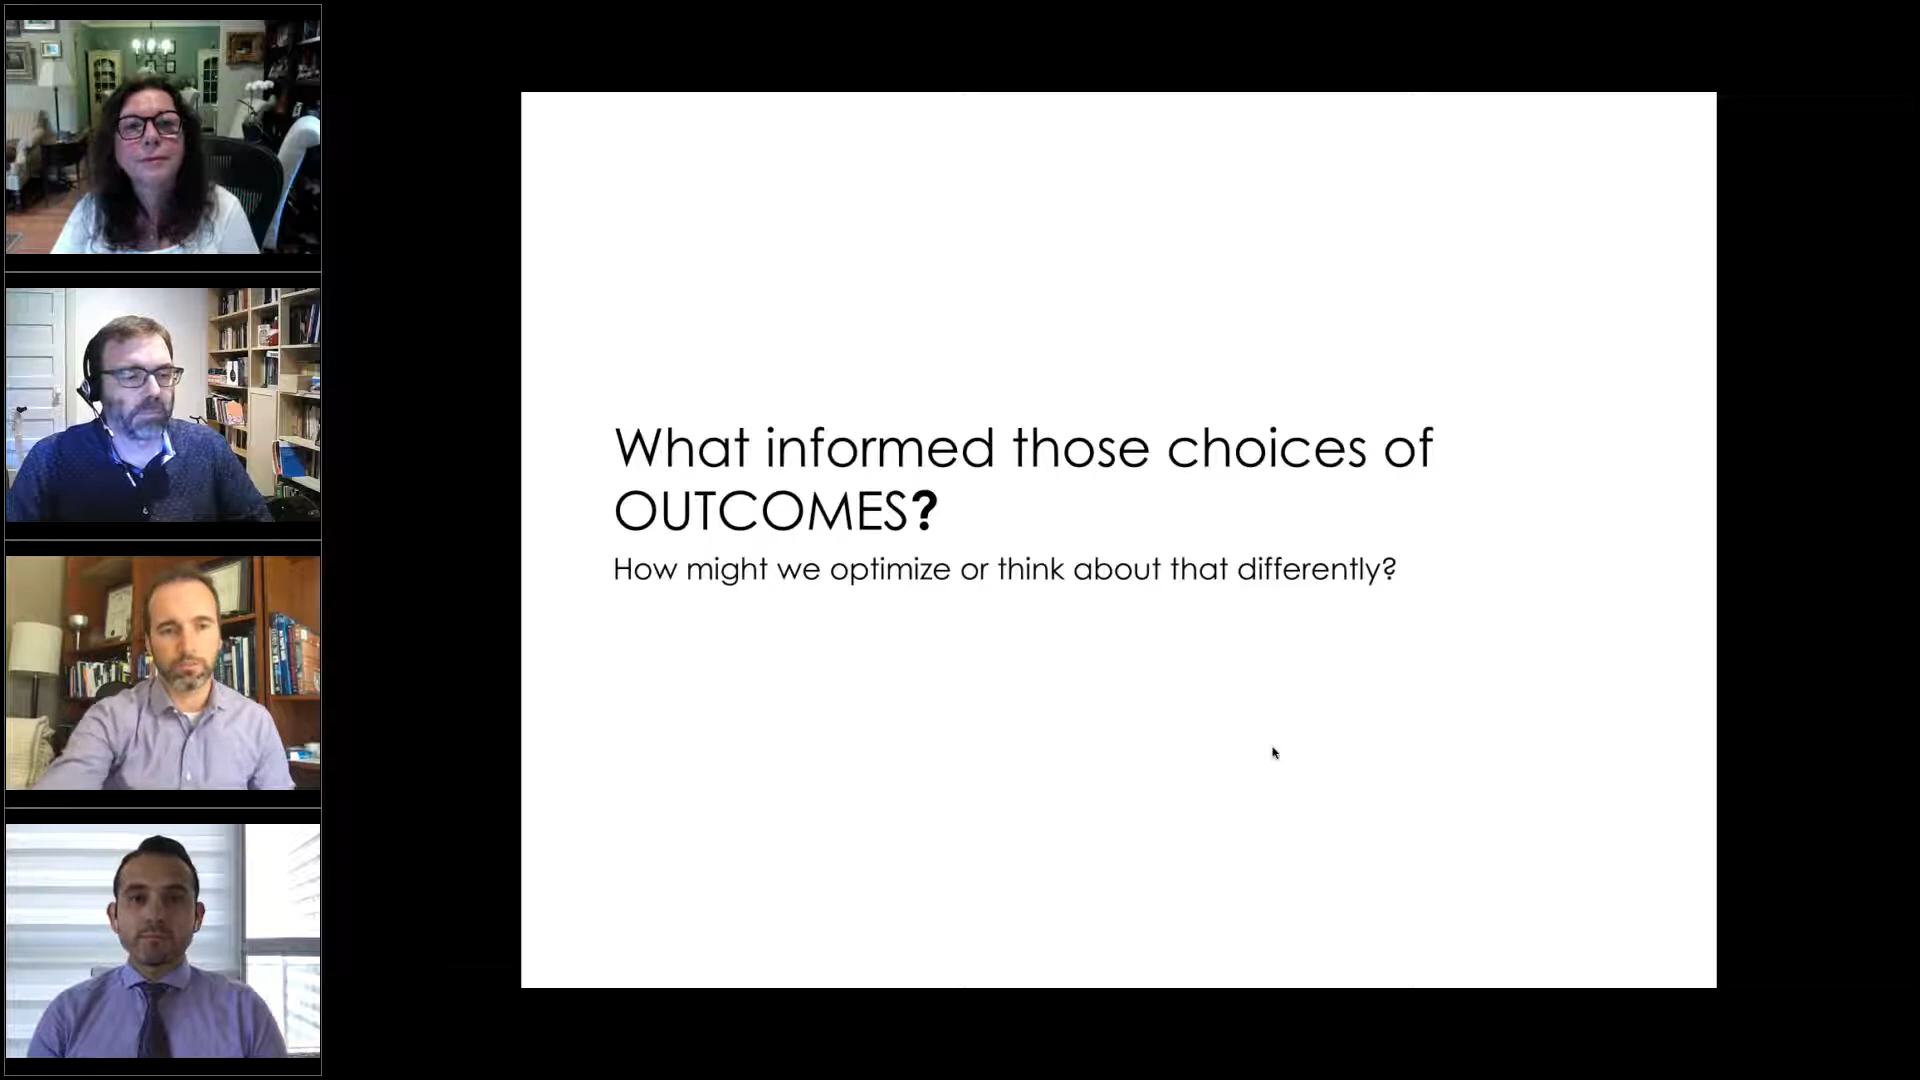 What informed those choices of
OUTCOMES?
How might we optimize or think about that differently?